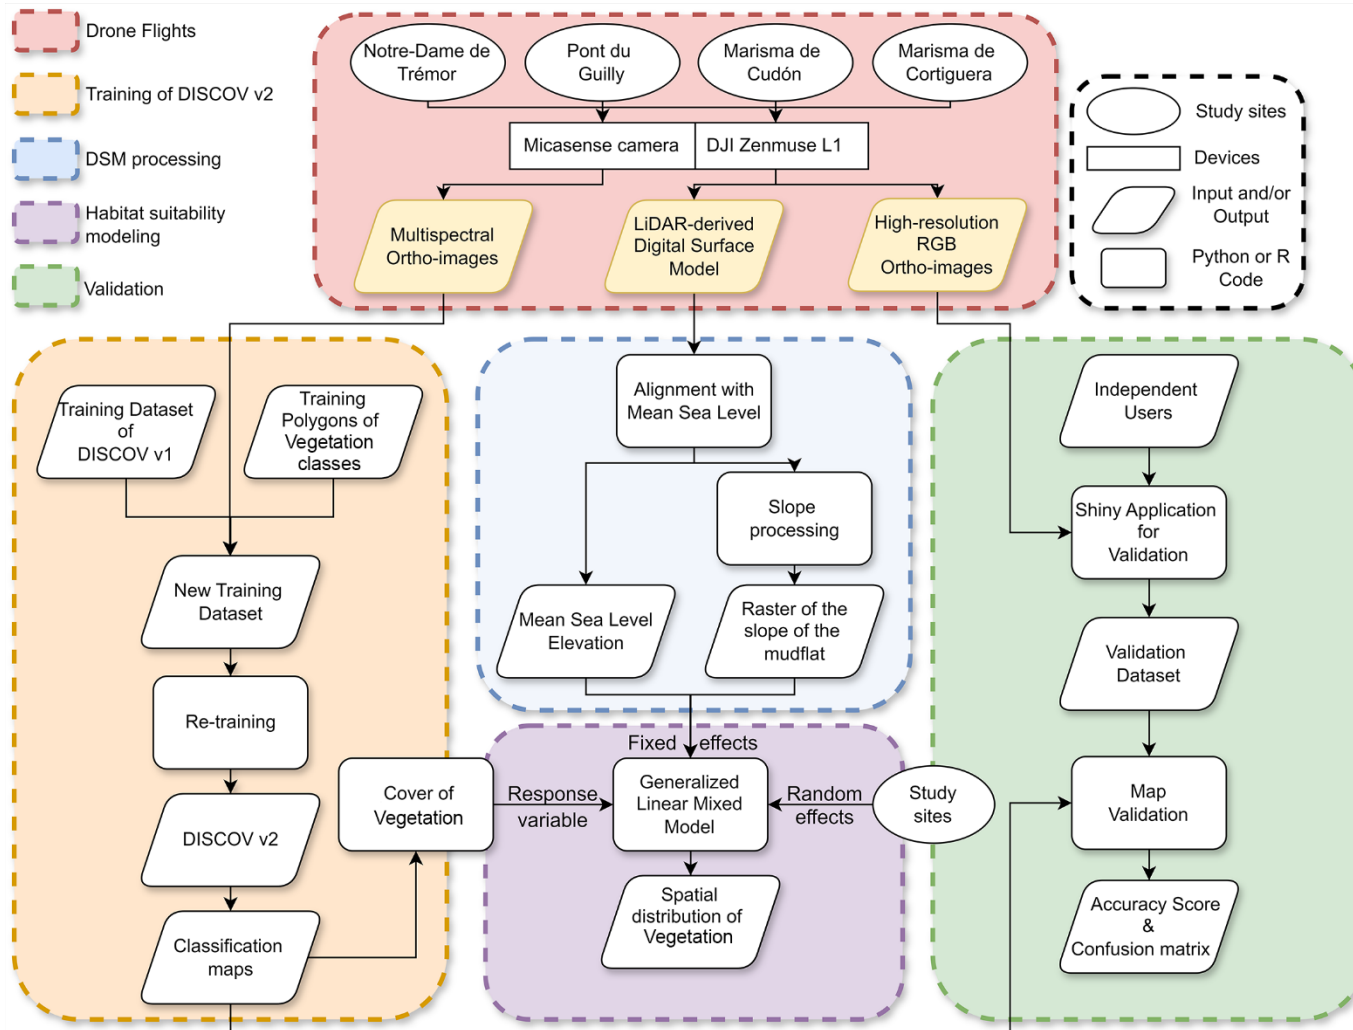 Drone Flights
Training of DISCOV v2
DSM processing
Habitat suitability
modeling
Validation
Notre-Dame de
Trémor
Pont du
Guilly
Marisma de
Cudón
Marisma de
Cortiguera
Micasense camera
DJI Zenmuse L1
Multispectral
Ortho-images
LiDAR-derived
Digital Surface
Model
High-resolution
RGB
Ortho-images
Study sites
Devices
Input and/or
Output
Python or R
Code
Training Dataset
of
DISCOV v1
Training
Polygons of
Vegetation
classes
New Training
Dataset
Re-training
DISCOV v2
Classification
maps
Cover of
Vegetation
Alignment with
Mean Sea Level
Slope
processing
Mean Sea Level
Elevation
Raster of the
slope of the
mudflat
Fixed effects
Response
variable
Generalized
Linear Mixed
Model
Random
effects
Study
sites
Spatial
distribution of
Vegetation
Independent
Users
Shiny Application
for
Validation
Validation
Dataset
Map
Validation
Accuracy Score
&
Confusion matrix